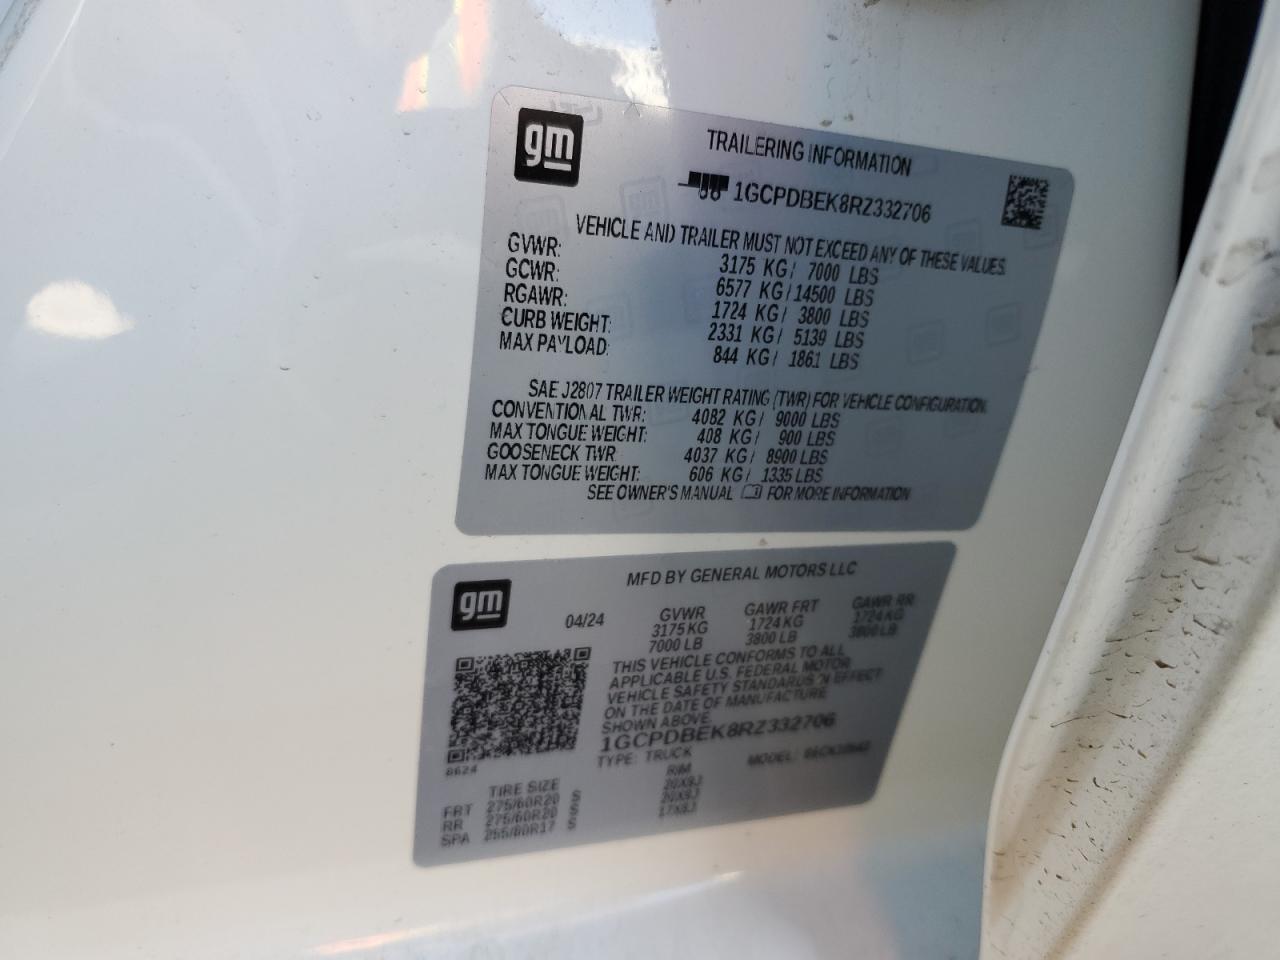 gm
TRAILERING INFORMATION
1GCPDBEK8RZ332706
VEHICLE AND TRAILER MUST NOT EXCEED ANY OF THESE VALUES.
GVWR: 3175 KG/ 7000 LBS
GCWR: 6577 KG/14500 LBS
RGAWR: 1724 KG/ 3800 LBS
CURB WEIGHT: 2331 KG/ 5139 LBS
MAX PAYLOAD: 844 KG/ 1861 LBS
SAE J2807 TRAILER WEIGHT RATING (TWR) FOR VEHICLE CONFIGURATION.
CONVENTIONAL TWR: 4082 KG/ 9000 LBS
MAX TONGUE WEIGHT: 408 KG/ 900 LBS
GOOSENECK TWR 4037 KG/ 8900 LBS
MAX TONGUE WEIGHT: 606 KG/ 1335 LBS
SEE OWNER'S MANUAL FOR MORE INFORMATION
gm
MFD BY GENERAL MOTORS LLC
04/24 GVWR GAWR FRT GAWR RR
3175 KG 1724 KG 1724 KG
7000 LB 3800 LB 3800 LB
THIS VEHICLE CONFORMS TO ALL
APPLICABLE U.S. FEDERAL MOTOR
VEHICLE SAFETY STANDARDS IN EFFECT
ON THE DATE OF MANUFACTURE
SHOWN ABOVE.
1GCPDBEK8RZ332706
TYPE: TRUCK MODEL:
8624
TIRE SIZE RIM
FRT 275/60R20 S 20X9J
RR 275/60R20 S 20X9J
SPA 255/80R17 S 17X8J